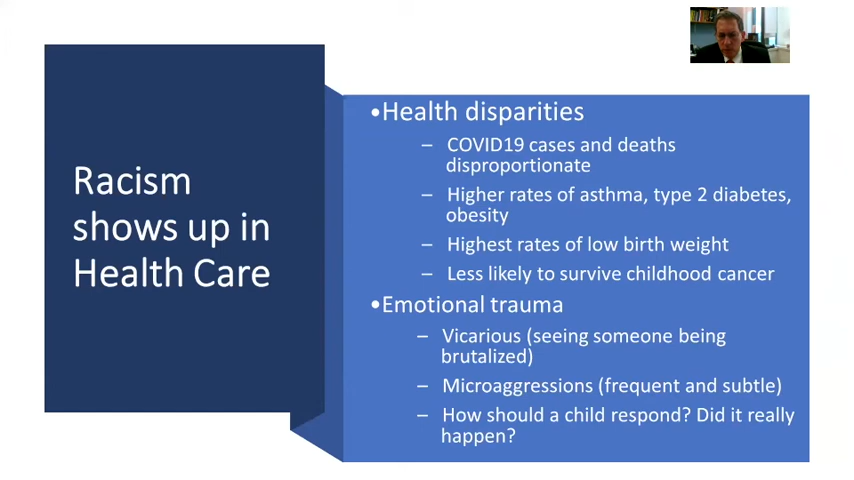 Racism
shows up in
Health Care
•Health disparities
– COVID19 cases and deaths
disproportionate
– Higher rates of asthma, type 2 diabetes,
obesity
– Highest rates of low birth weight
– Less likely to survive childhood cancer
•Emotional trauma
– Vicarious (seeing someone being
brutalized)
– Microaggressions (frequent and subtle)
– How should a child respond? Did it really
happen?